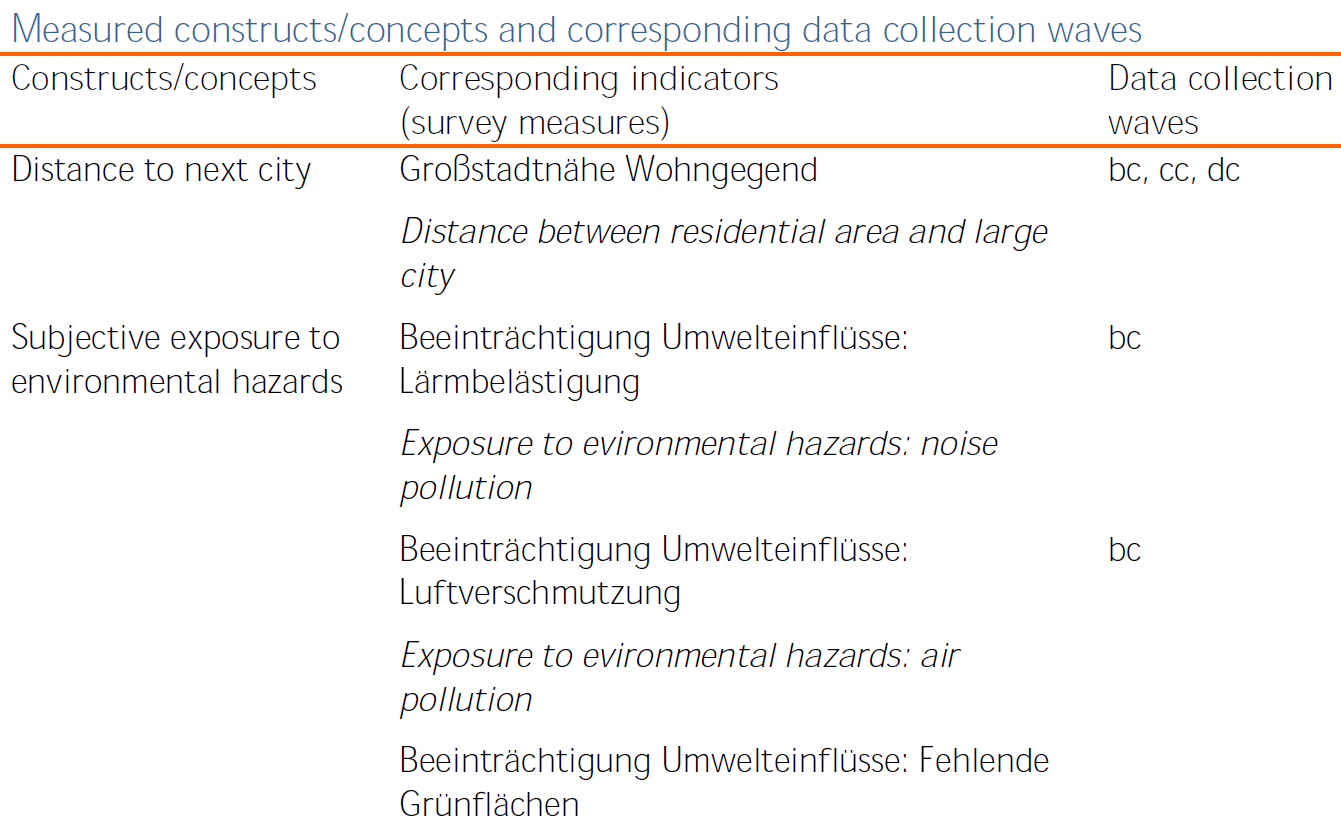 Measured constructs/concepts and corresponding data collection waves
Constructs/concepts Corresponding indicators Data collection
(survey measures) waves
Distance to next city Großstadtnähe Wohngegend bc, cc, dc
Distance between residential area and large
city
Subjective exposure to Beeinträchtigung Umwelteinflüsse: bc
environmental hazards Lärmbelästigung
Exposure to evironmental hazards: noise
pollution
Beeinträchtigung Umwelteinflüsse: bc
Luftverschmutzung
Exposure to evironmental hazards: air
pollution
Beeinträchtigung Umwelteinflüsse: Fehlende
Grünflächen